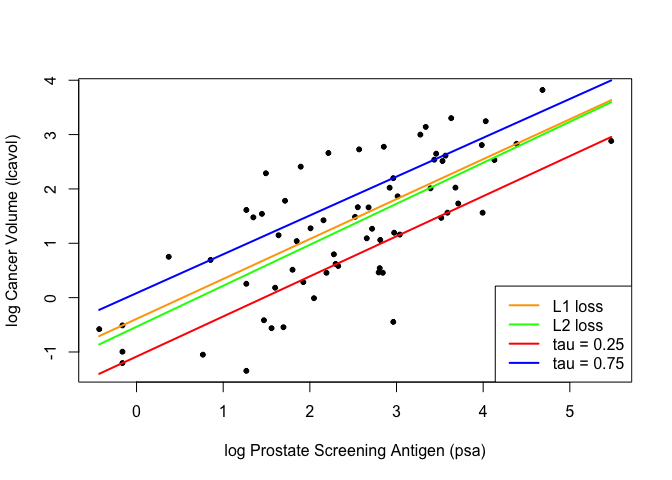 log Cancer Volume (lcavol)
4
3
2
1
0
-1
0 1 2 3 4 5
log Prostate Screening Antigen (psa)
L1 loss
L2 loss
tau = 0.25
tau = 0.75